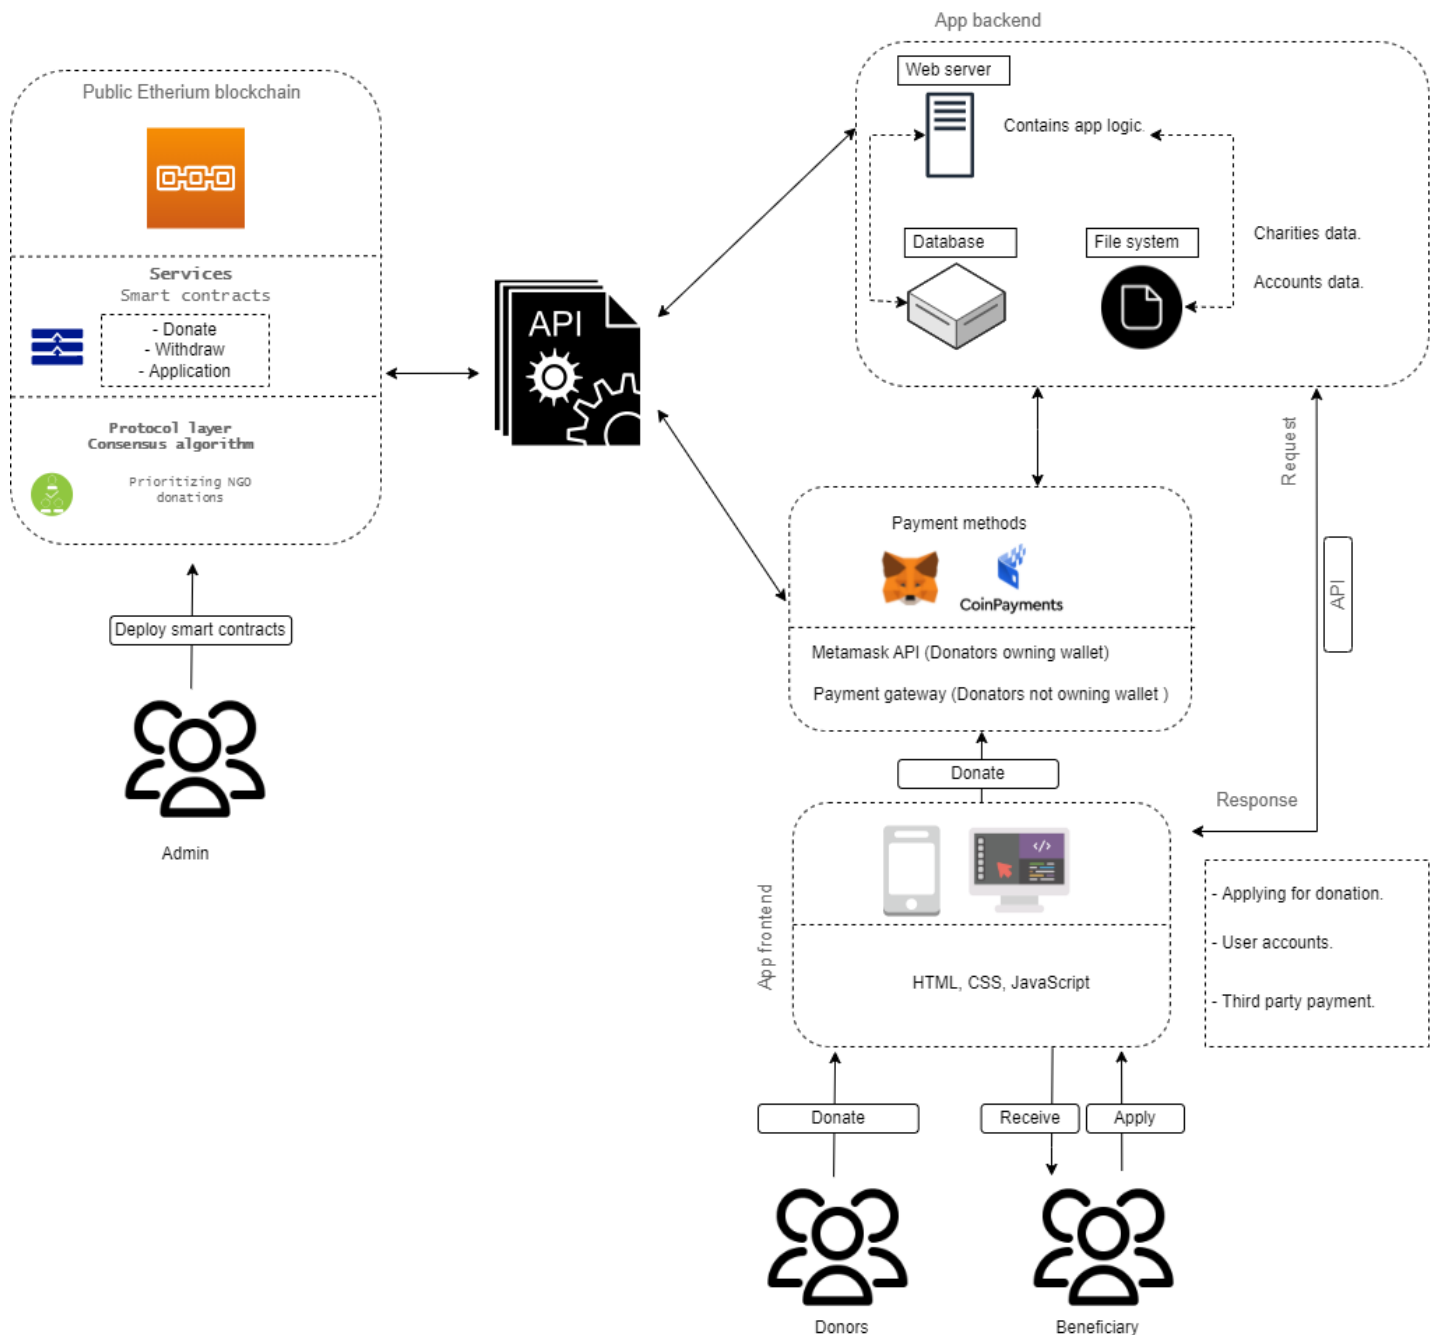 App backend
Public Etherium blockchain
Web server
Contains app logic.
Database
File system
Charities data.
Accounts data.
Services
Smart contracts
- Donate
- Withdraw
- Application
API
Protocol layer
Consensus algorithm
Prioritizing NGO
donations
Request
Payment methods
CoinPayments
API
Metamask API (Donators owning wallet)
Payment gateway (Donators not owning wallet )
Deploy smart contracts
Donate
Response
Admin
</>
App frontend
- Applying for donation.
- User accounts.
- Third party payment.
HTML, CSS, JavaScript
Donate
Receive
Apply
Donors
Beneficiary